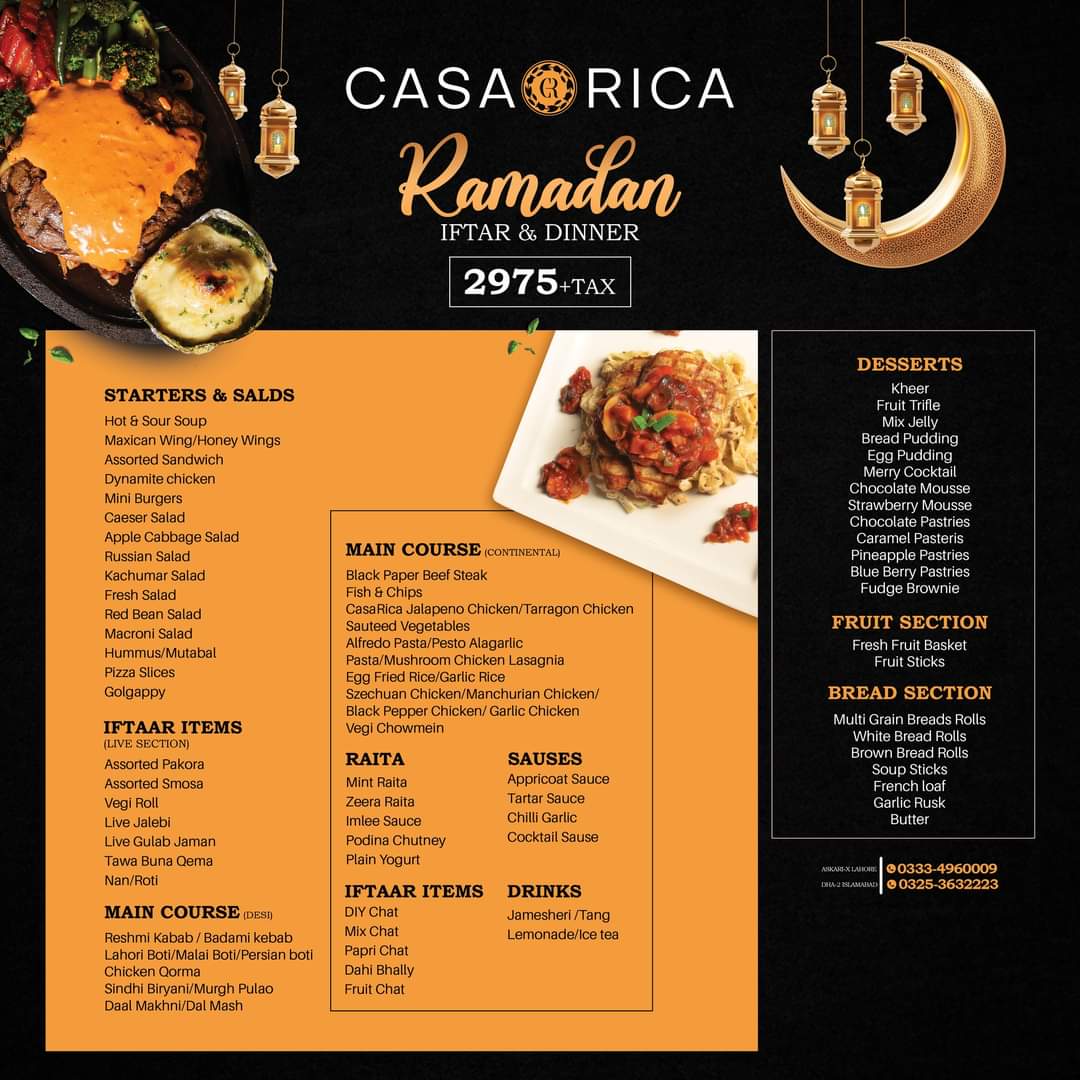 CASA RICA
Ramadan
IFTAR & DINNER
2975+TAX
STARTERS & SALDS
Hot & Sour Soup
Maxican Wing/Honey Wings
Assorted Sandwich
Dynamite chicken
Mini Burgers
Caeser Salad
Apple Cabbage Salad
Russian Salad
Kachumar Salad
Fresh Salad
Red Bean Salad
Macroni Salad
Hummus/Mutabal
Pizza Slices
Golgappy
IFTAAR ITEMS
(LIVE SECTION)
Assorted Pakora
Assorted Smosa
Vegi Roll
Live Jalebi
Live Gulab Jaman
Tawa Buna Qema
Nan/Roti
MAIN COURSE (DESI)
Reshmi Kabab / Badami kebab
Lahori Boti/Malai Boti/Persian boti
Chicken Qorma
Sindhi Biryani/Murgh Pulao
Daal Makhni/Dal Mash
MAIN COURSE (CONTINENTAL)
Black Paper Beef Steak
Fish & Chips
CasaRica Jalapeno Chicken/Tarragon Chicken
Sauteed Vegetables
Alfredo Pasta/Pesto Alagarlic
Pasta/Mushroom Chicken Lasagnia
Egg Fried Rice/Garlic Rice
Szechuan Chicken/Manchurian Chicken/
Black Pepper Chicken/ Garlic Chicken
Vegi Chowmein
RAITA
Mint Raita
Zeera Raita
Imlee Sauce
Podina Chutney
Plain Yogurt
SAUSES
Appricoat Sauce
Tartar Sauce
Chilli Garlic
Cocktail Sause
IFTAAR ITEMS
DIY Chat
Mix Chat
Papri Chat
Dahi Bhally
Fruit Chat
DRINKS
Jamesheri /Tang
Lemonade/Ice tea
DESSERTS
Kheer
Fruit Trifle
Mix Jelly
Bread Pudding
Egg Pudding
Merry Cocktail
Chocolate Mousse
Strawberry Mousse
Chocolate Pastries
Caramel Pasteris
Pineapple Pastries
Blue Berry Pastries
Fudge Brownie
FRUIT SECTION
Fresh Fruit Basket
Fruit Sticks
BREAD SECTION
Multi Grain Breads Rolls
White Bread Rolls
Brown Bread Rolls
Soup Sticks
French loaf
Garlic Rusk
Butter
ASKARI-X LAHORE 0333-4960009
DHA-2 ISLAMABAD 0325-3632223